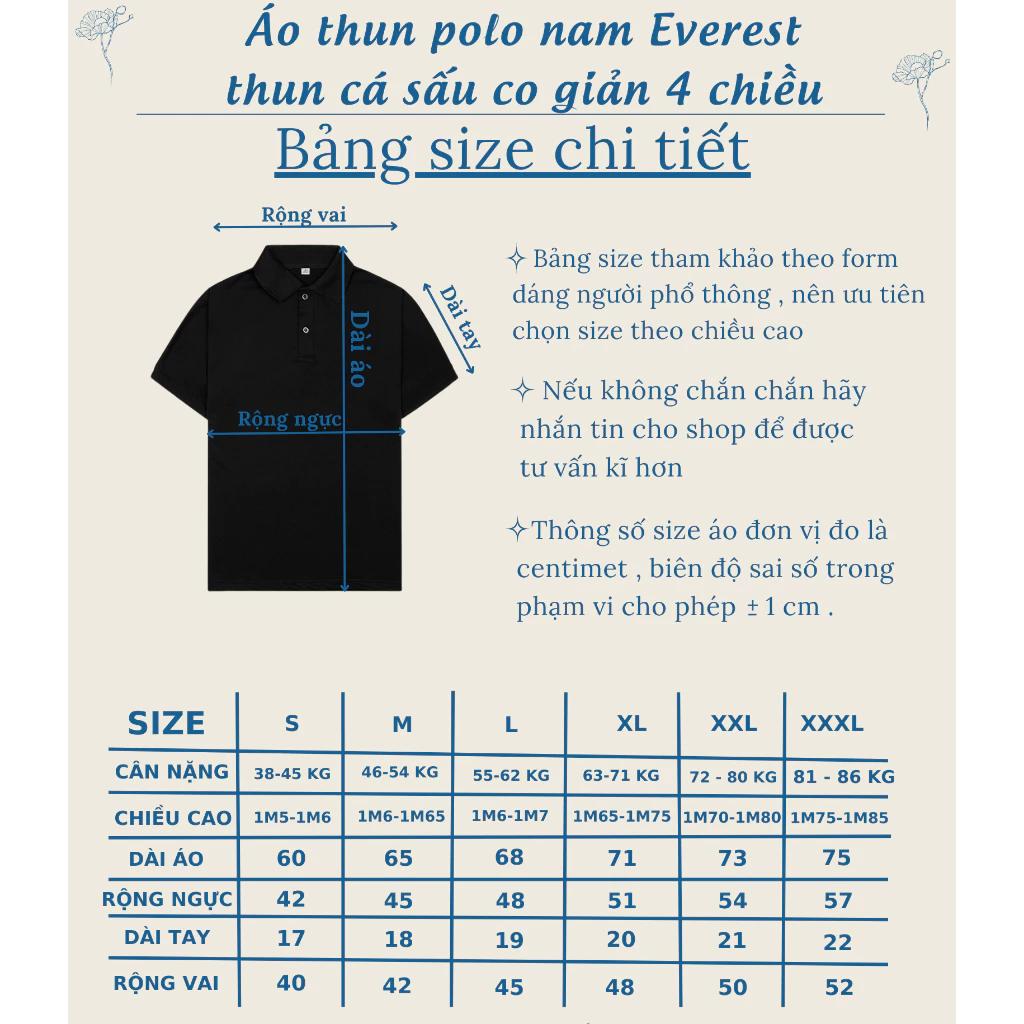 Áo thun polo nam Everest
thun cá sấu co giản 4 chiều
Bảng size chi tiết
Rộng vai
Dài tay
Dài áo
Rộng ngực
Bảng size tham khảo theo form
dáng người phổ thông , nên ưu tiên
chọn size theo chiều cao
Nếu không chắn chắn hãy
nhắn tin cho shop để được
tư vấn kĩ hơn
Thông số size áo đơn vị đo là
centimet , biên độ sai số trong
phạm vi cho phép ± 1 cm .
SIZE S M L XL XXL XXXL
CÂN NẶNG 38-45 KG 46-54 KG 55-62 KG 63-71 KG 72 - 80 KG 81 - 86 KG
CHIỀU CAO 1M5-1M6 1M6-1M65 1M6-1M7 1M65-1M75 1M70-1M80 1M75-1M85
DÀI ÁO 60 65 68 71 73 75
RỘNG NGỰC 42 45 48 51 54 57
DÀI TAY 17 18 19 20 21 22
RỘNG VAI 40 42 45 48 50 52